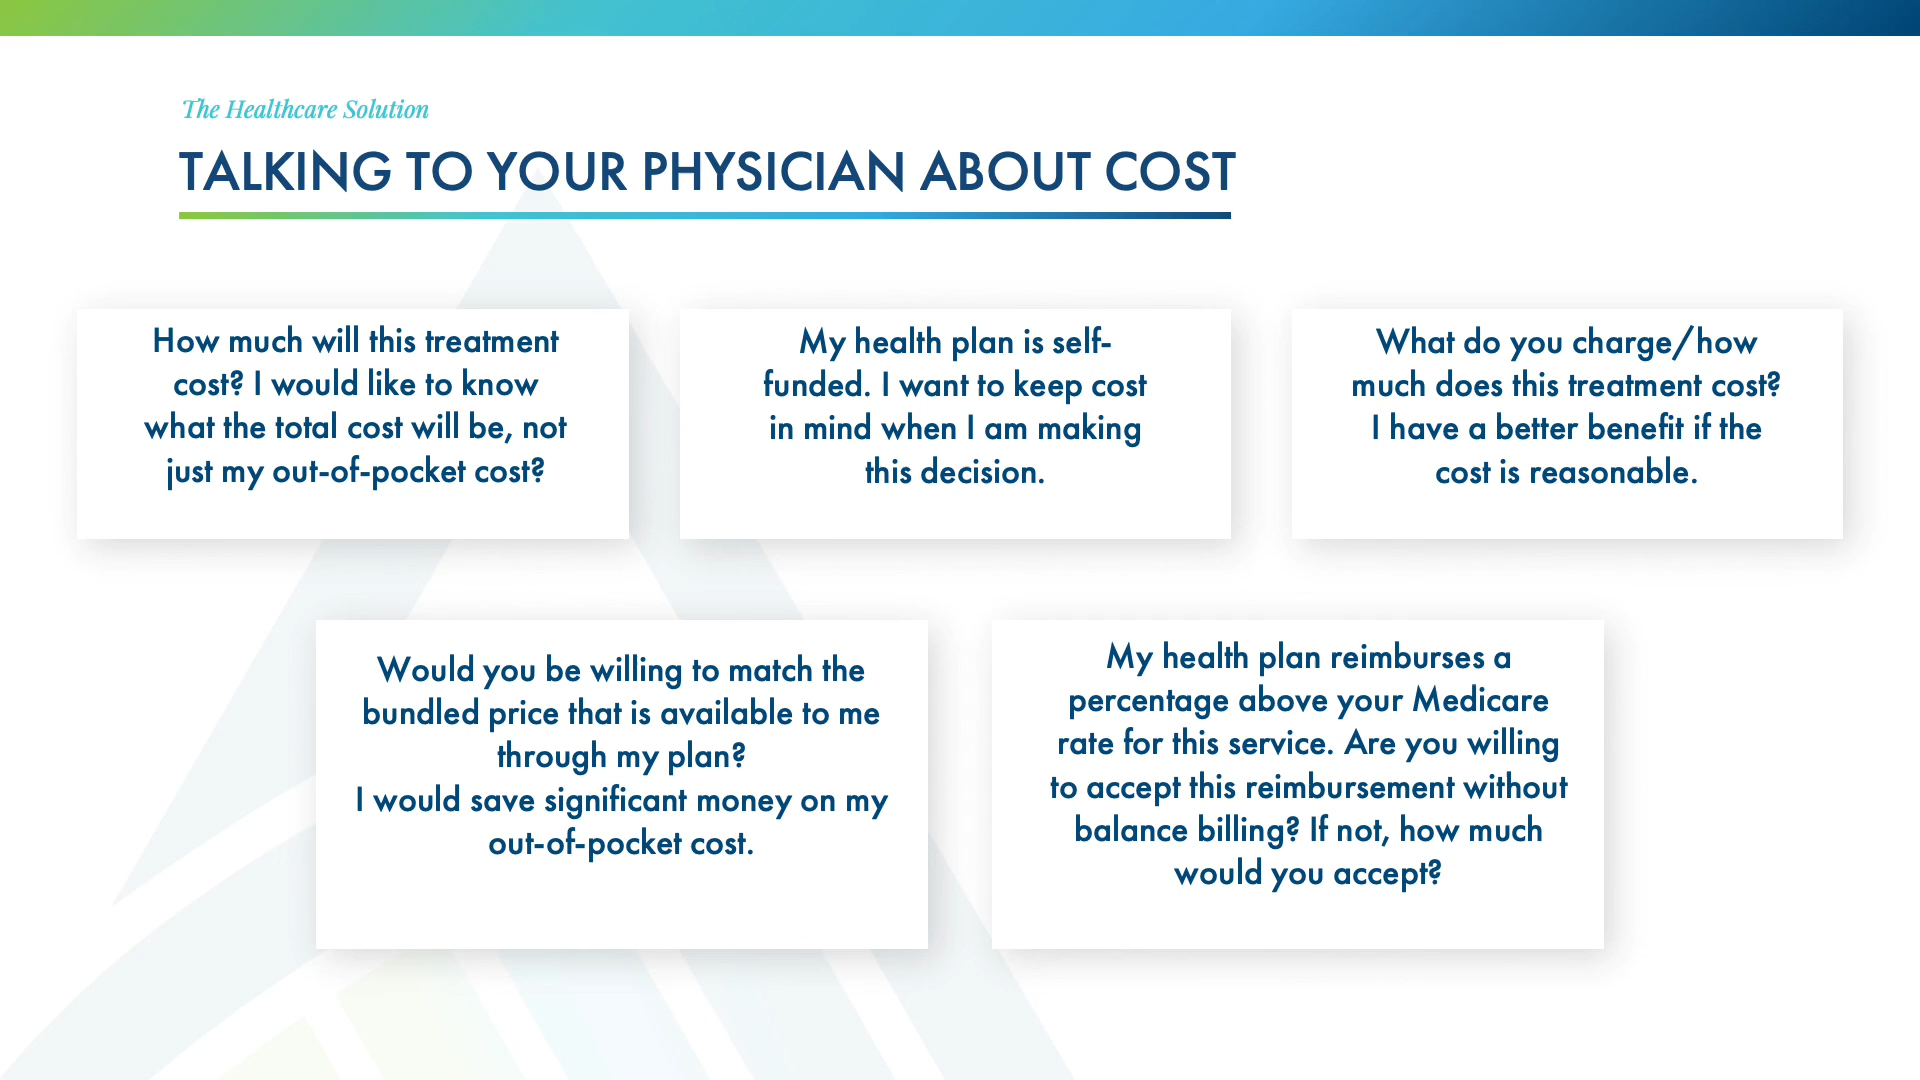 The Healthcare Solution
TALKING TO YOUR PHYSICIAN ABOUT COST
How much will this treatment
cost? I would like to know
what the total cost will be, not
just my out-of-pocket cost?
My health plan is self-
funded. I want to keep cost
in mind when I am making
this decision.
What do you charge/how
much does this treatment cost?
I have a better benefit if the
cost is reasonable.
Would you be willing to match the
bundled price that is available to me
through my plan?
I would save significant money on my
out-of-pocket cost.
My health plan reimburses a
percentage above your Medicare
rate for this service. Are you willing
to accept this reimbursement without
balance billing? If not, how much
would you accept?